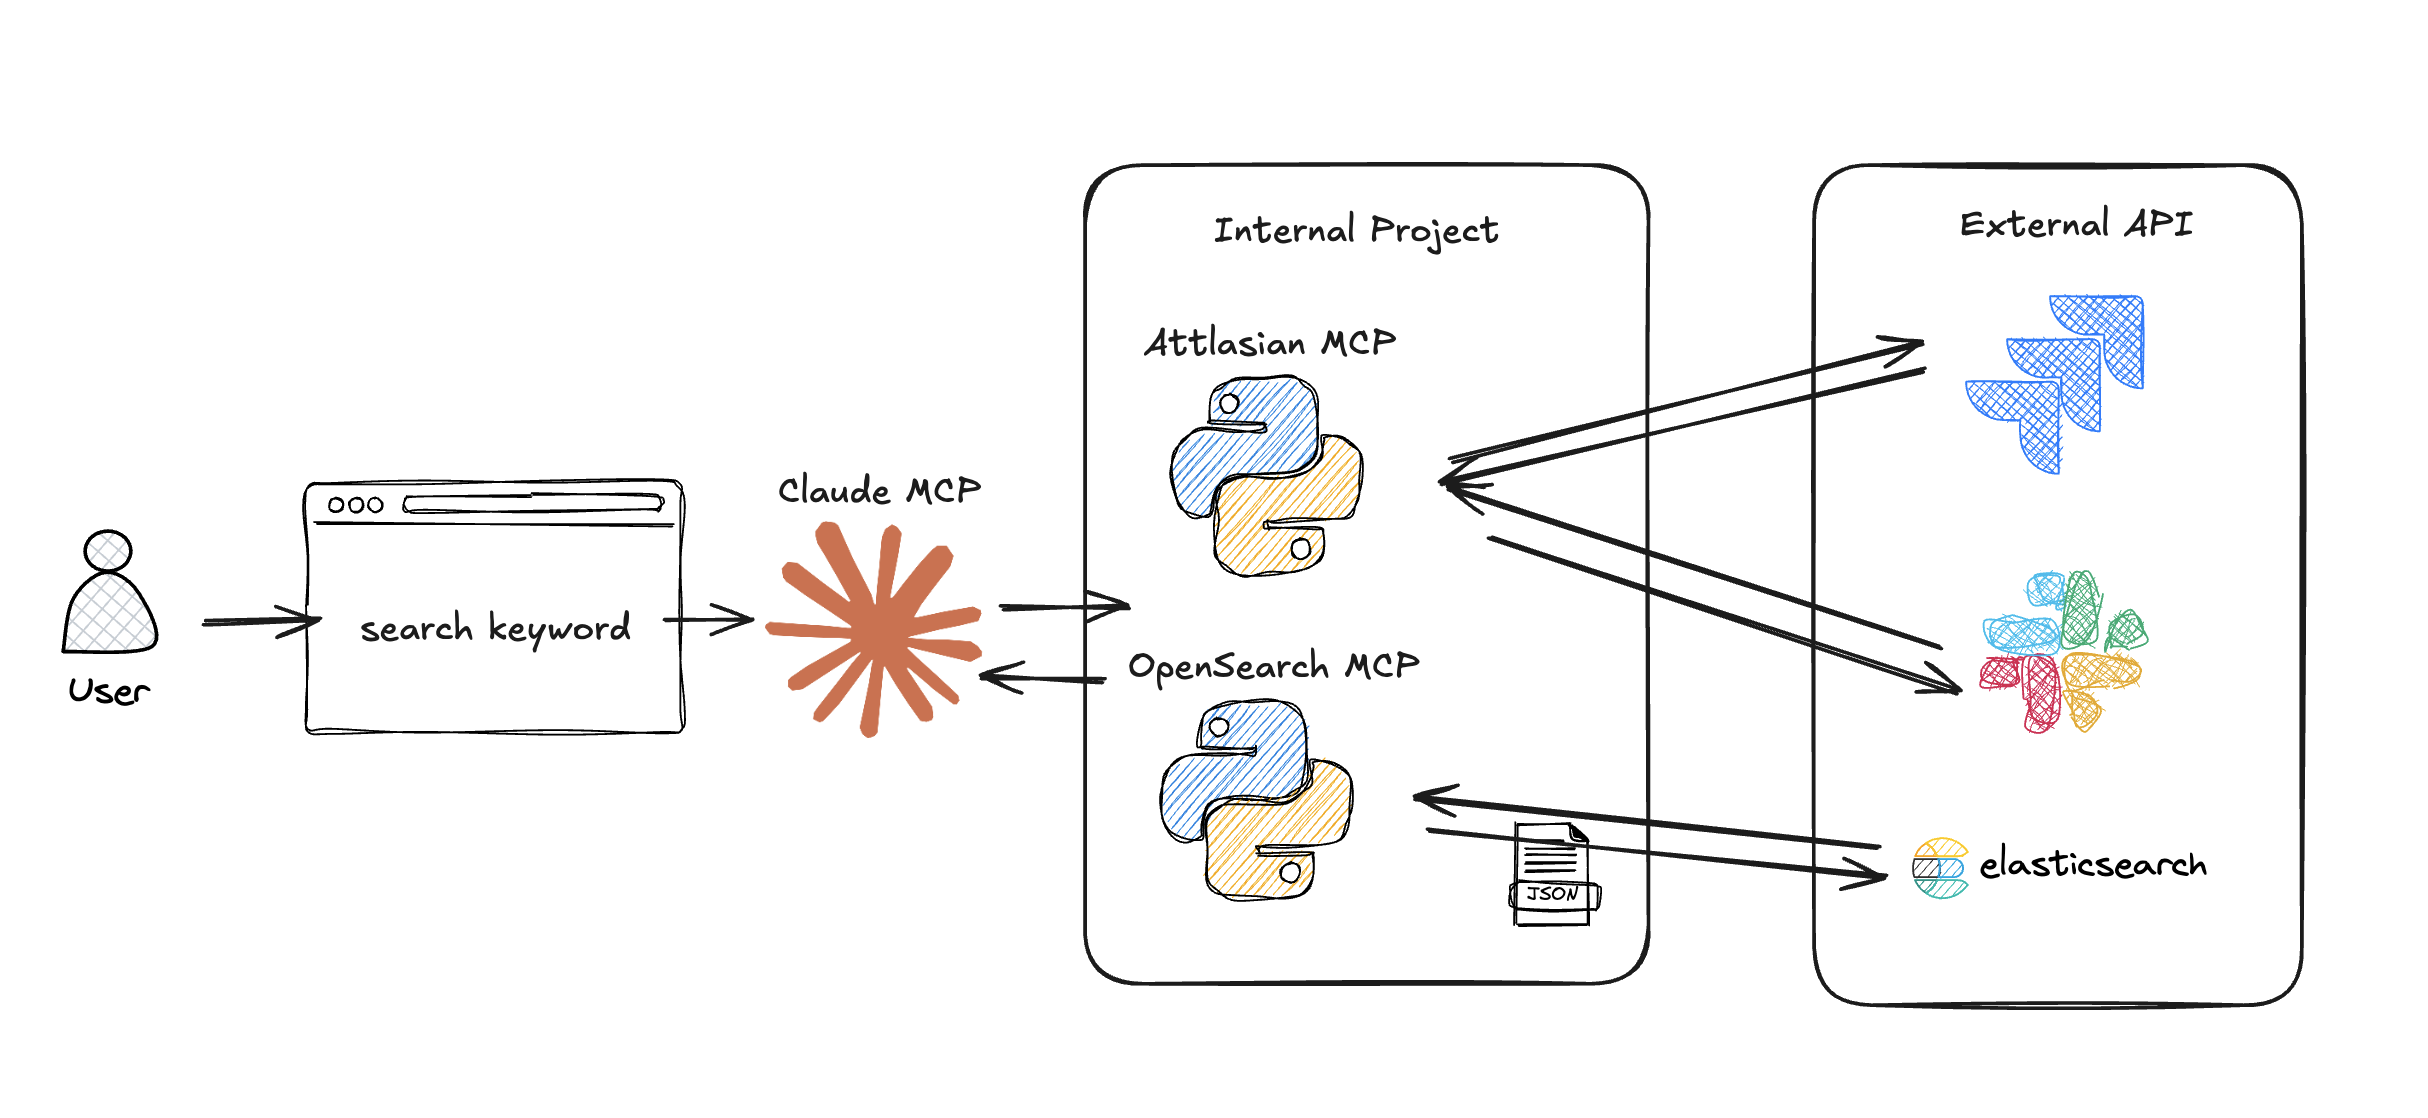 Internal Project
External API
Attlasian MCP
Claude MCP
search keyword
User
OpenSearch MCP
JSON
elasticsearch